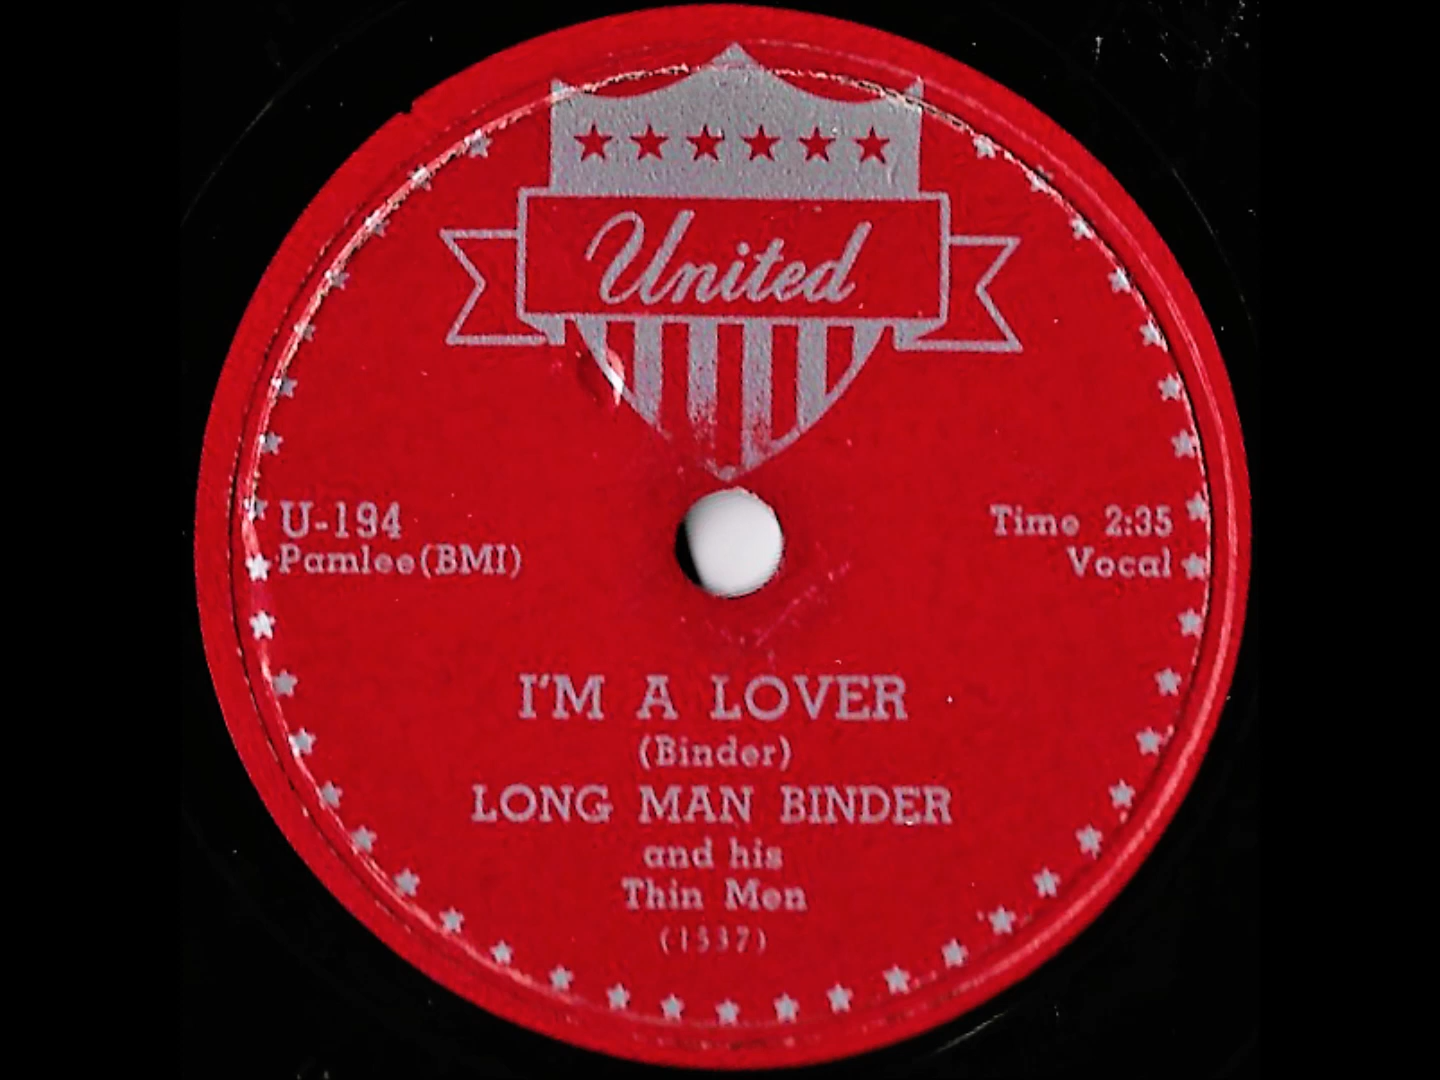 United
U-194
Pamlee(BMI)
Time 2:35
Vocal
I'M A LOVER
(Binder)
LONG MAN BINDER
and his
Thin Men
(1537)